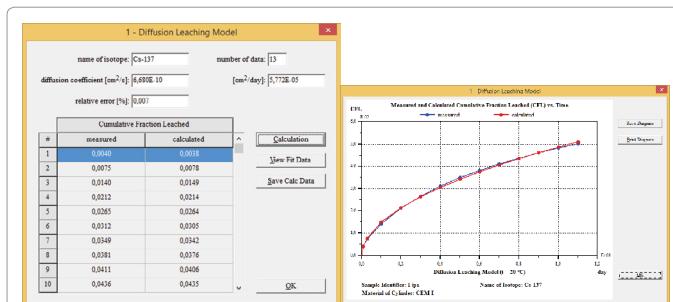 1 - Diffusion Leaching Model
name of isotope: Cs-137
number of data: 13
diffusion coefficient [cm²/s]: 6,680E-10
[cm²/day]: 5,772E-05
relative error [%]: 0,007
Cumulative Fraction Leached
# measured calculated
1 0,0040 0,0038
2 0,0075 0,0078
3 0,0140 0,0149
4 0,0212 0,0214
5 0,0265 0,0264
6 0,0312 0,0305
7 0,0349 0,0342
8 0,0381 0,0376
9 0,0411 0,0406
10 0,0436 0,0435
Calculation
View Fit Data
Save Calc Data
OK
1 Diffusion Leaching Model
Measured and Calculated Cumulative Fraction Leached (CFL) vs. Time
CFL
measured
calculated
Save Diagram
Print Diagram
Diffusion Leaching Model (t 20 °C)
day
Sample Identifier: 1
Name of Isotope: Cs 137
Material of Cylinder: CEM I